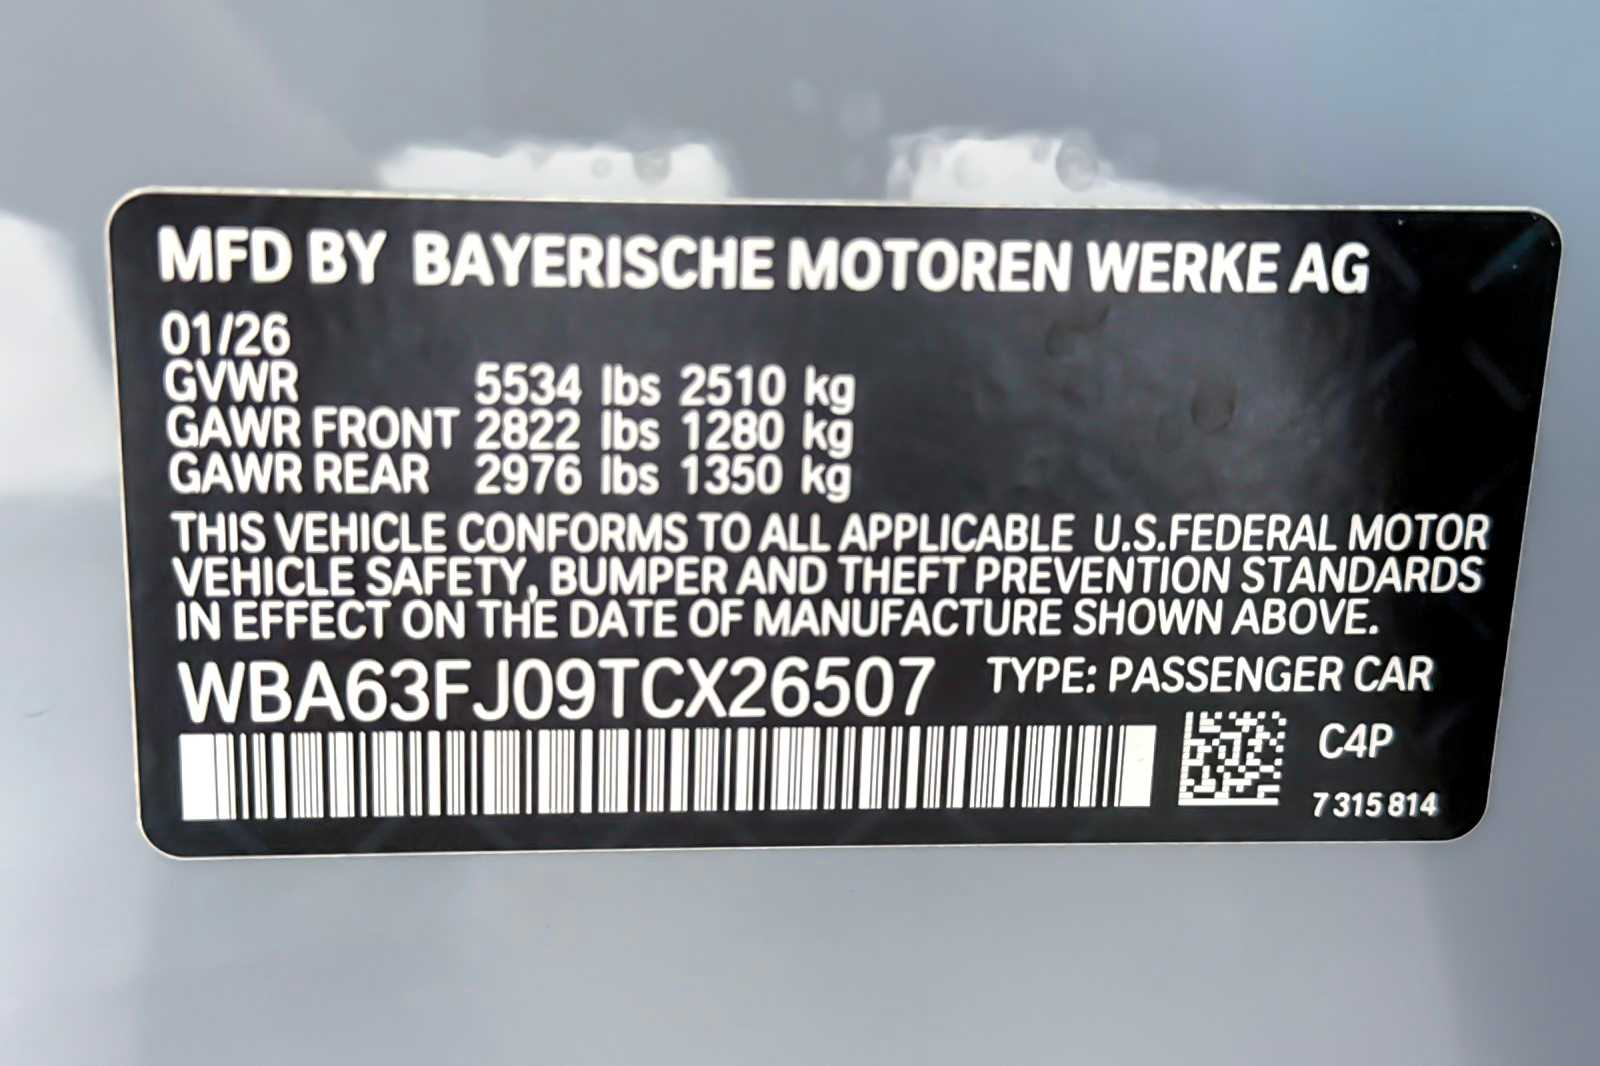 MFD BY BAYERISCHE MOTOREN WERKE AG
01/26
GVWR 5534 lbs 2510 kg
GAWR FRONT 2822 lbs 1280 kg
GAWR REAR 2976 lbs 1350 kg
THIS VEHICLE CONFORMS TO ALL APPLICABLE U.S.FEDERAL MOTOR
VEHICLE SAFETY, BUMPER AND THEFT PREVENTION STANDARDS
IN EFFECT ON THE DATE OF MANUFACTURE SHOWN ABOVE.
WBA63FJ09TCX26507 TYPE: PASSENGER CAR
C4P
7 315 814